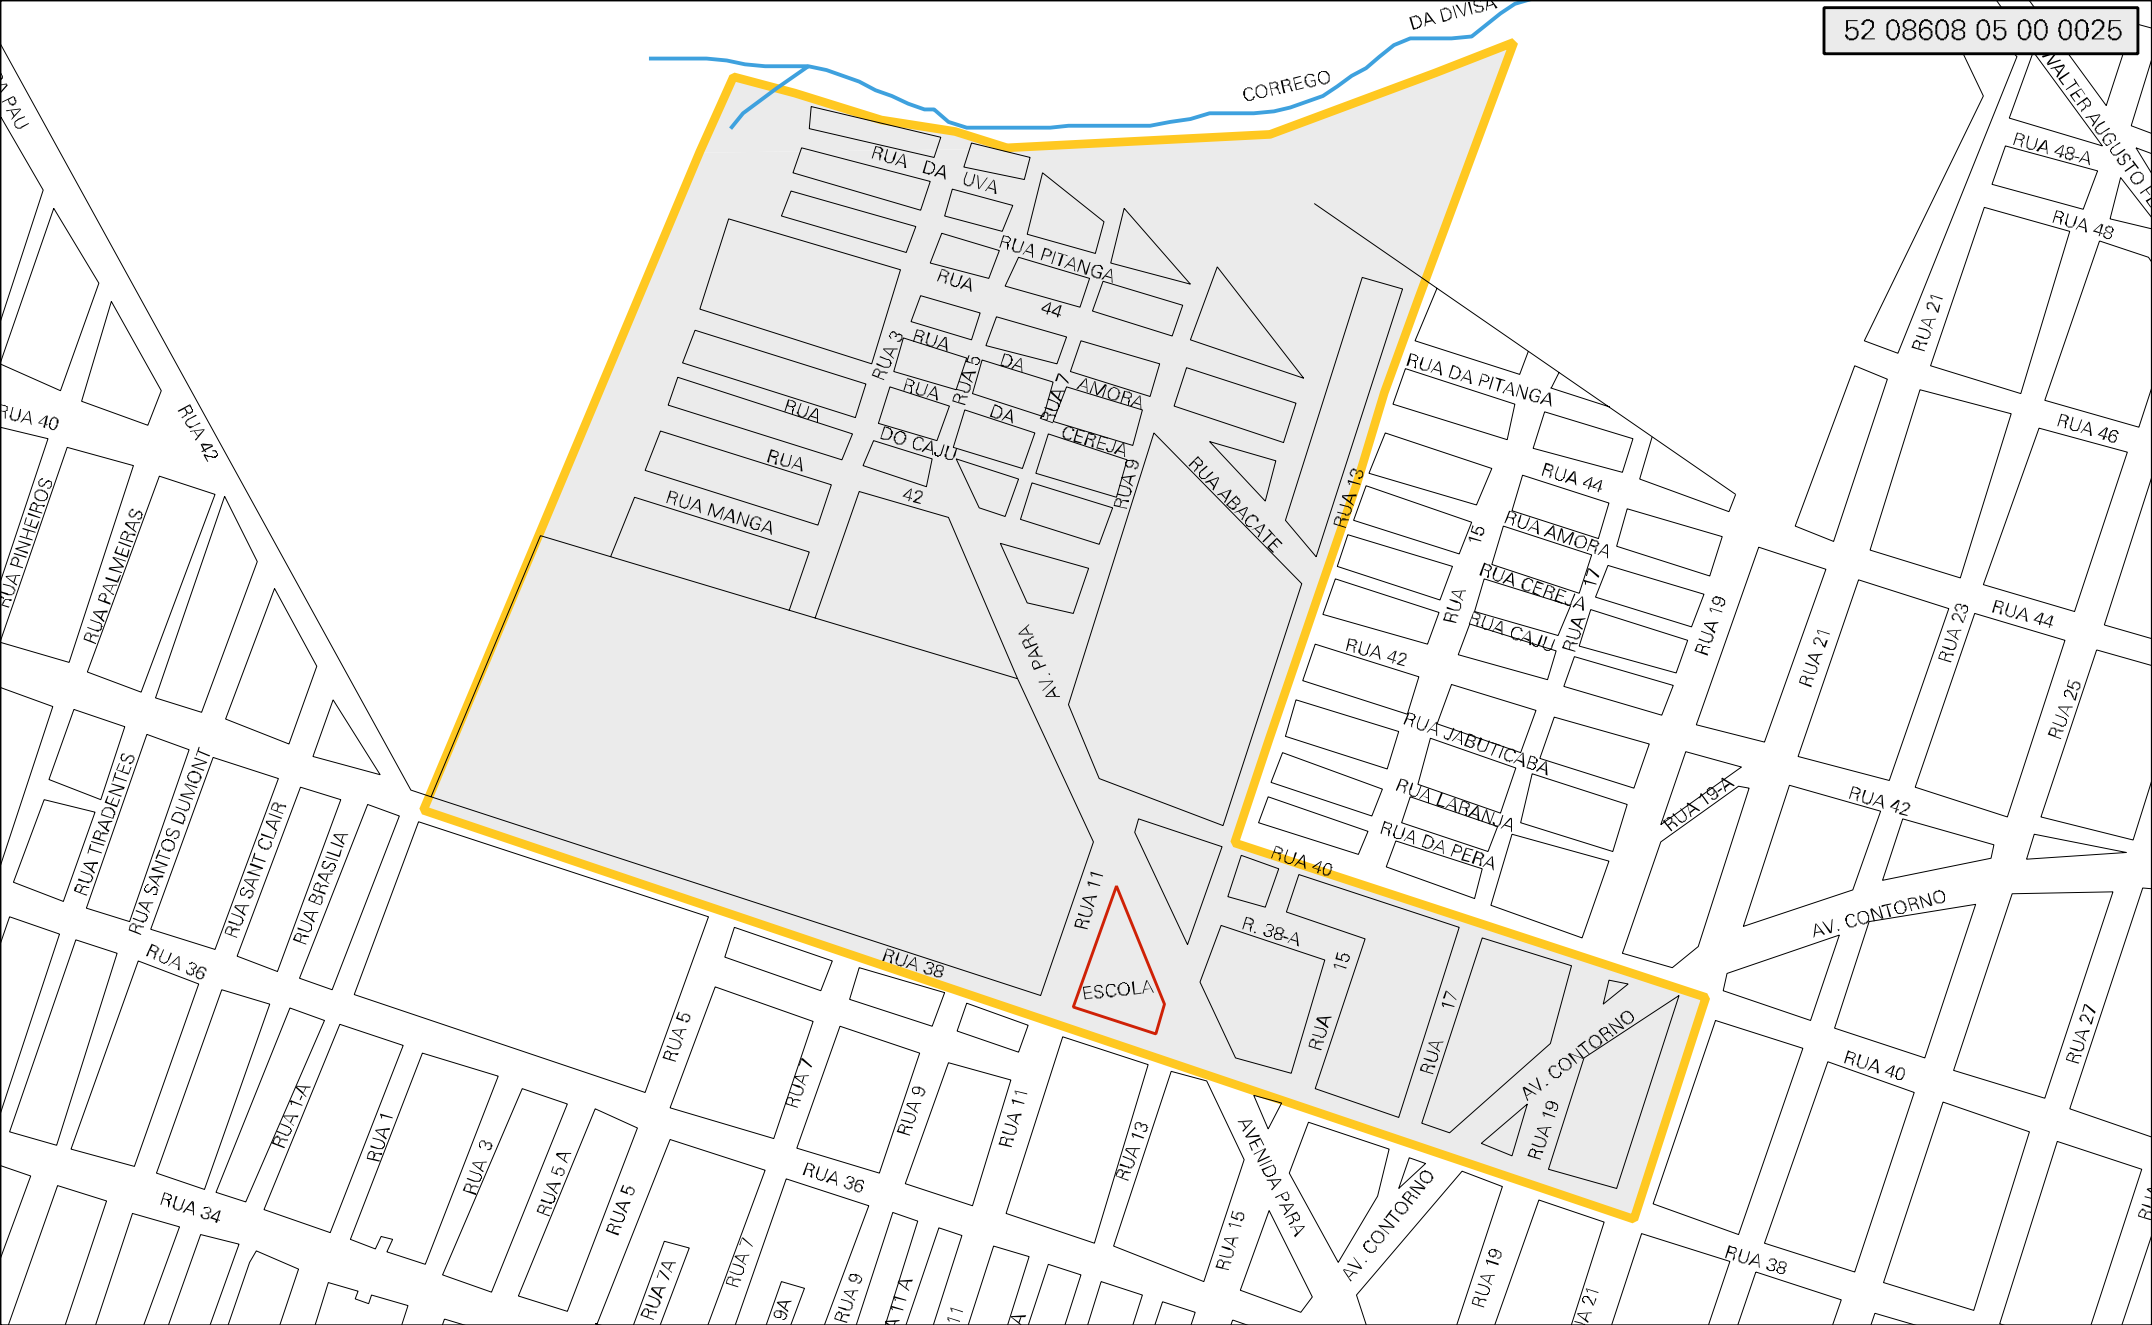 DA DIVISA
52 08608 05 00 0025
CORREGO
WALTER AUGUSTO
PAU
RUA 48-A
RUA DA UVA
RUA 48
RUA PITANGA
RUA 44
RUA 21
RUA 3
RUA DA AMORA
RUA 5
RUA 7
RUA DA PITANGA
RUA 40
RUA 42
RUA DA CEREJA
RUA DO CAJU
RUA 46
RUA 42
RUA 9
RUA ABACATE
RUA 13
RUA 44
RUA MANGA
RUA PINHEIROS
RUA PALMEIRAS
RUA AMORA
RUA 15
RUA CEREJA
RUA 17
RUA CAJU
RUA 19
RUA 21
RUA 23
RUA 44
AV. PARA
RUA 42
RUA 25
RUA JABUTICABA
RUA LARANJA
RUA 19-A
RUA 42
RUA DA PERA
RUA TIRADENTES
RUA SANTOS DUMONT
RUA SANT CLAIR
RUA BRASILIA
RUA 40
RUA 11
AV. CONTORNO
R. 38-A
RUA 36
RUA 38
ESCOLA
RUA 15
RUA 17
AV. CONTORNO
RUA 27
RUA 40
RUA 5
RUA 7
RUA 9
RUA 11
RUA 13
RUA 19
RUA 1-A
RUA 1
RUA 3
RUA 5 A
RUA 5
RUA 36
AVENIDA PARA
AV. CONTORNO
RUA 34
RUA 15
RUA 38
RUA 7A
RUA 7
9A
RUA 9
11 A
11
A
RUA 19
21